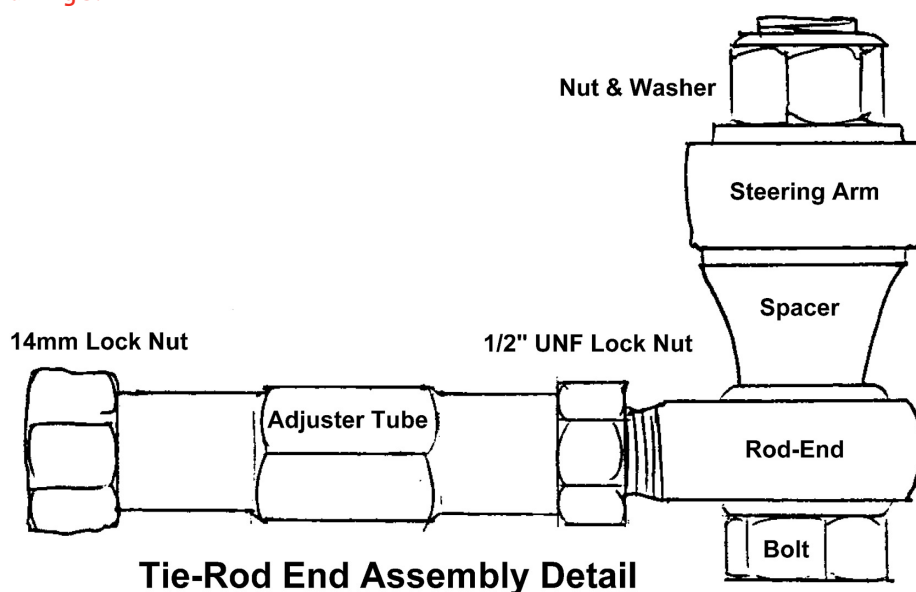 Nut & Washer
Steering Arm
Spacer
14mm Lock Nut
1/2" UNF Lock Nut
Adjuster Tube
Rod-End
Bolt
Tie-Rod End Assembly Detail